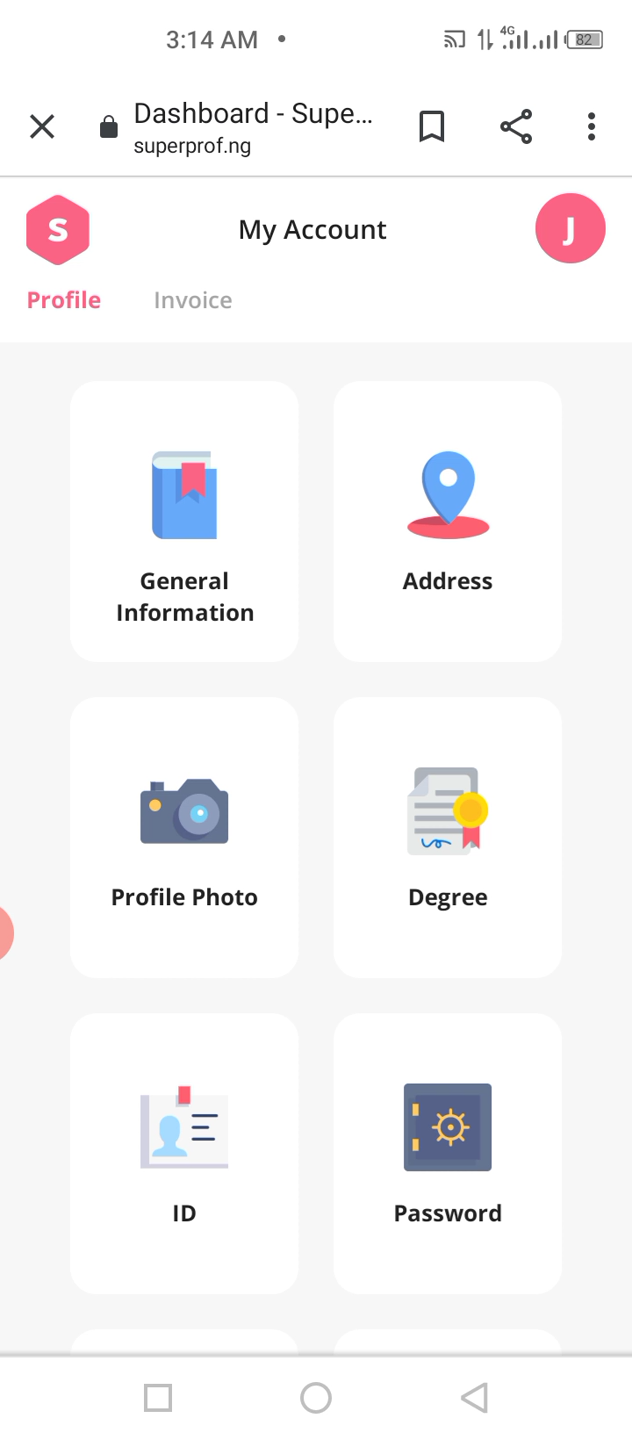 3:14 AM •
4G
82
Dashboard - Supe...
superprof.ng
S
My Account
J
Profile Invoice
General
Information
Address
Profile Photo
Degree
ID
Password